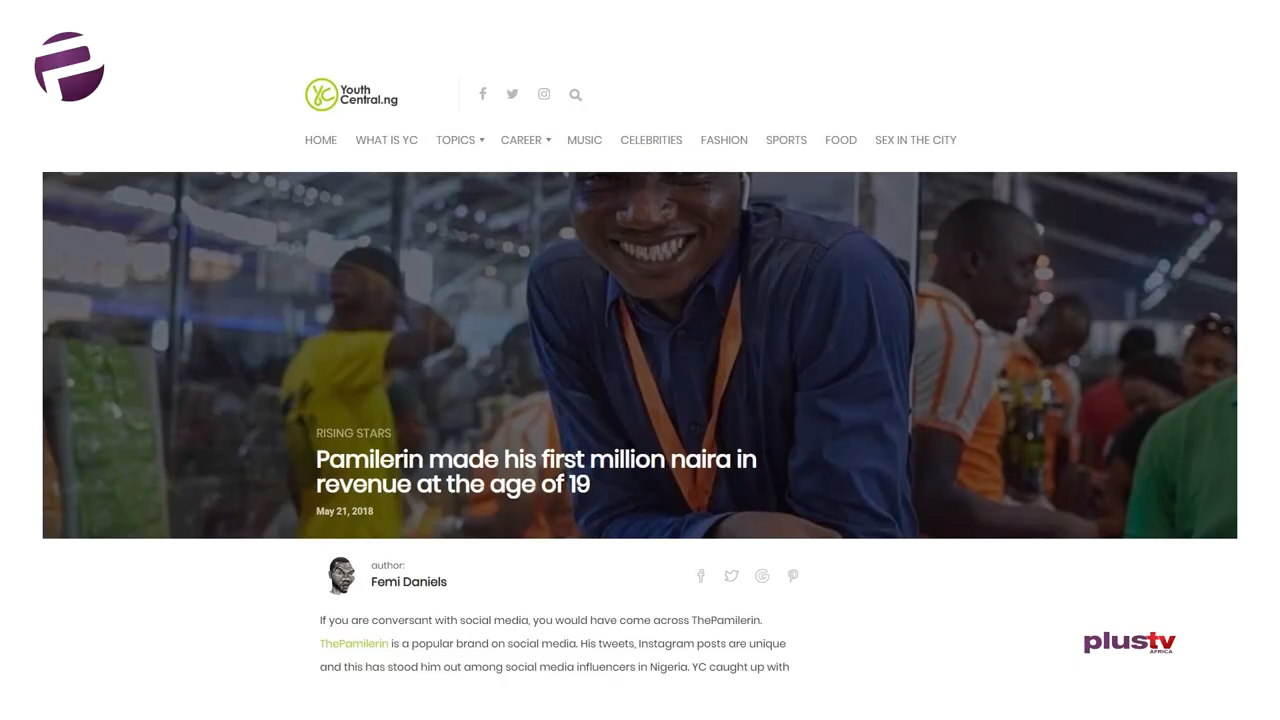 Youth
Central.ng
HOME WHAT IS YC TOPICS CAREER MUSIC CELEBRITIES FASHION SPORTS FOOD SEX IN THE CITY
RISING STARS
Pamilerin made his first million naira in
revenue at the age of 19
May 21, 2018
author:
Femi Daniels
If you are conversant with social media, you would have come across ThePamilerin.
ThePamilerin is a popular brand on social media. His tweets, Instagram posts are unique
and this has stood him out among social media influencers in Nigeria. YC caught up with
plustv
AFRICA